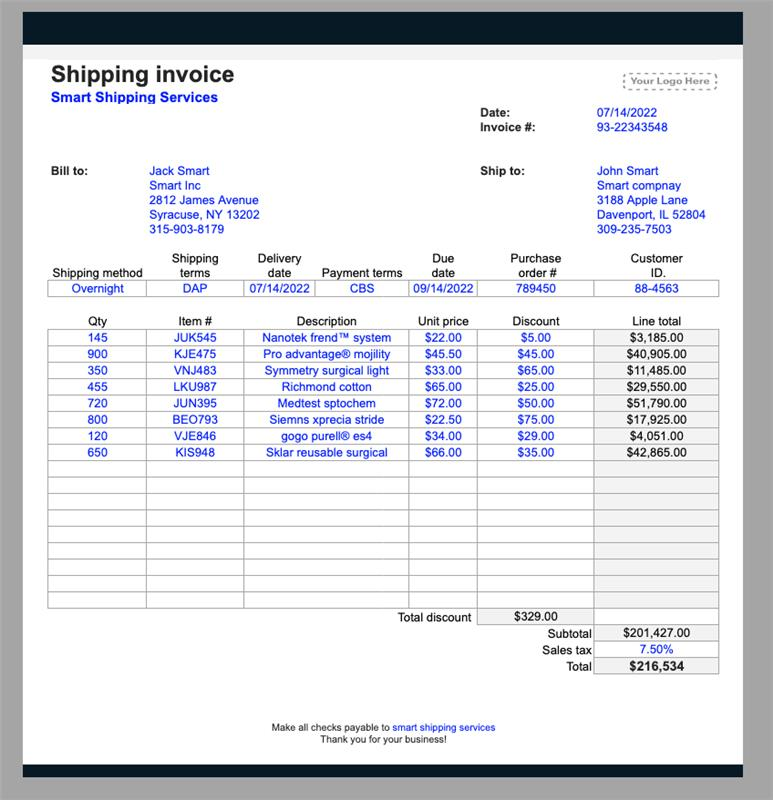 Shipping invoice
Your Logo Here
Smart Shipping Services
Date: 07/14/2022
Invoice #: 93-22343548
Bill to: Jack Smart Ship to: John Smart
Smart Inc Smart compnay
2812 James Avenue 3188 Apple Lane
Syracuse, NY 13202 Davenport, IL 52804
315-903-8179 309-235-7503
Shipping Delivery Due Purchase Customer
Shipping method terms date Payment terms date order # ID.
Overnight DAP 07/14/2022 CBS 09/14/2022 789450 88-4563
Qty Item # Description Unit price Discount Line total
145 JUK545 Nanotek frend™ system $22.00 $5.00 $3,185.00
900 KJE475 Pro advantage® mojility $45.50 $45.00 $40,905.00
350 VNJ483 Symmetry surgical light $33.00 $65.00 $11,485.00
455 LKU987 Richmond cotton $65.00 $25.00 $29,550.00
720 JUN395 Medtest sptochem $72.00 $50.00 $51,790.00
800 BEO793 Siemns xprecia stride $22.50 $75.00 $17,925.00
120 VJE846 gogo purell® es4 $34.00 $29.00 $4,051.00
650 KIS948 Sklar reusable surgical $66.00 $35.00 $42,865.00
Total discount $329.00
Subtotal $201,427.00
Sales tax 7.50%
Total $216,534
Make all checks payable to smart shipping services
Thank you for your business!